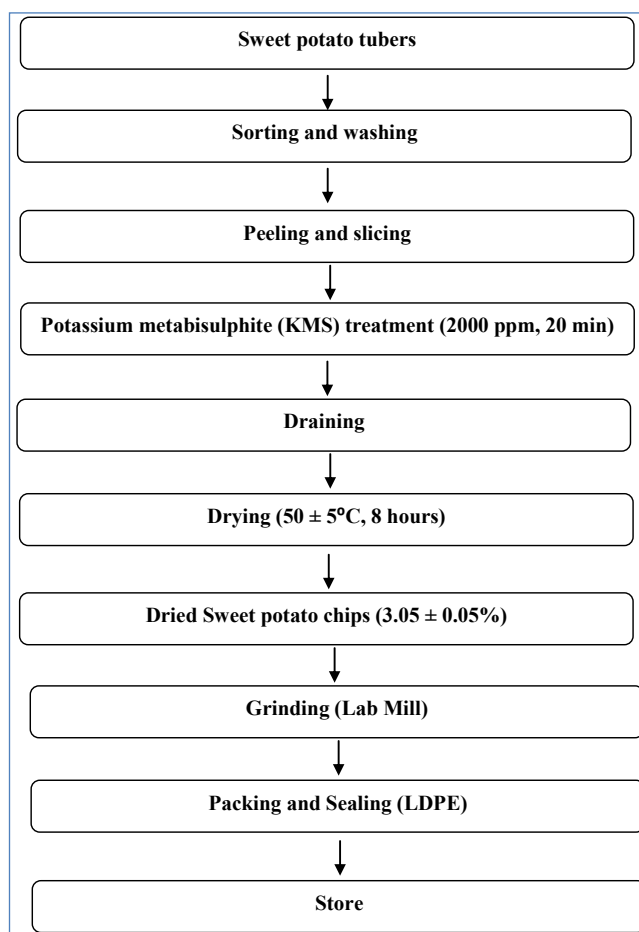 Sweet potato tubers
Sorting and washing
Peeling and slicing
Potassium metabisulphite (KMS) treatment (2000 ppm, 20 min)
Draining
Drying (50 ± 5⁰C, 8 hours)
Dried Sweet potato chips (3.05 ± 0.05%)
Grinding (Lab Mill)
Packing and Sealing (LDPE)
Store